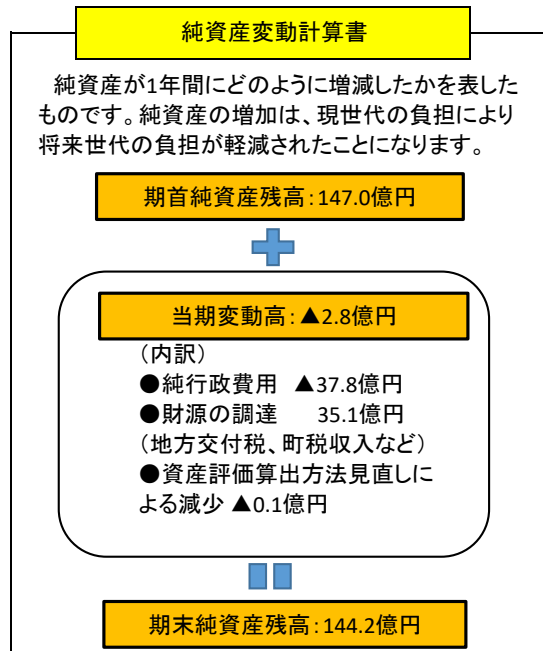 純資産変動計算書
純資産が1年間にどのように増減したかを表した
ものです。純資産の増加は、現世代の負担により
将来世代の負担が軽減されたことになります。
期首純資産残高：147.0億円
当期変動高：▲2.8億円
（内訳）
●純行政費用　▲37.8億円
●財源の調達　　35.1億円
（地方交付税、町税収入など）
●資産評価算出方法見直しに
よる減少 ▲0.1億円
期末純資産残高：144.2億円